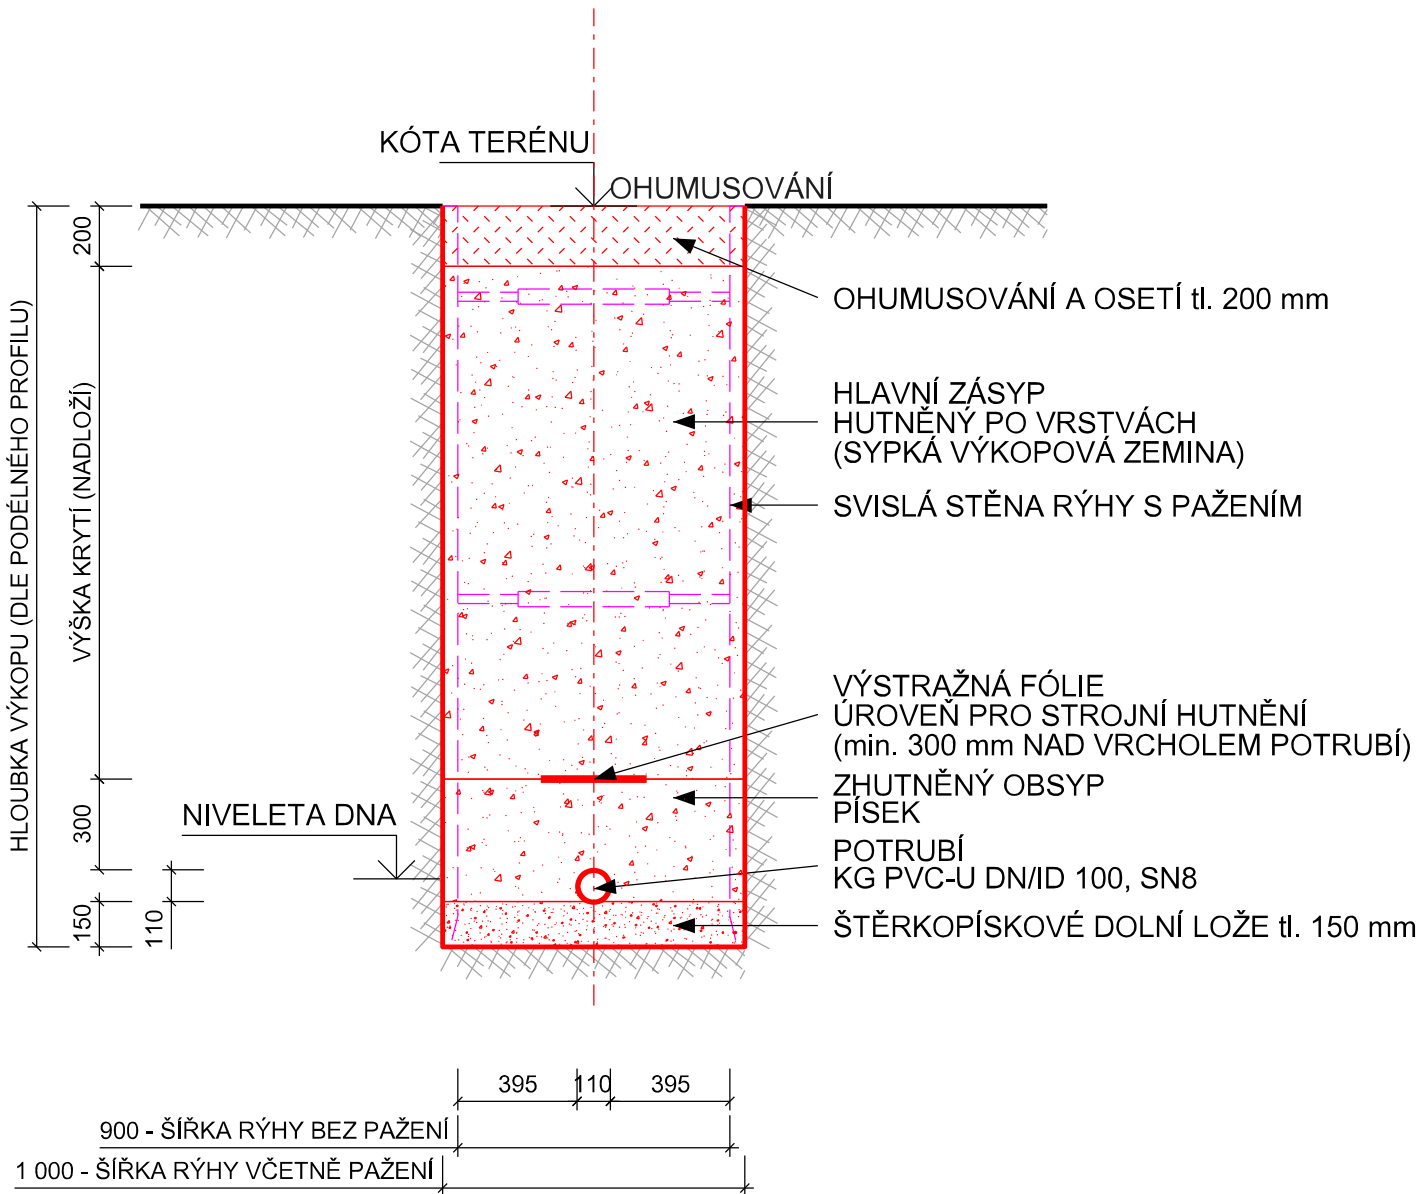 KÓTA TERÉNU
OHUMUSOVÁNÍ
200
OHUMUSOVÁNÍ A OSETÍ tl. 200 mm
HLOUBKA VÝKOPU (DLE PODÉLNÉHO PROFILU)
VÝŠKA KRYTÍ (NADLOŽÍ)
HLAVNÍ ZÁSYP
HUTNĚNÝ PO VRSTVÁCH
(SYPKÁ VÝKOPOVÁ ZEMINA)
SVISLÁ STĚNA RÝHY S PAŽENÍM
VÝSTRAŽNÁ FÓLIE
ÚROVEŇ PRO STROJNÍ HUTNĚNÍ
(min. 300 mm NAD VRCHOLEM POTRUBÍ)
ZHUTNĚNÝ OBSYP
PÍSEK
300
NIVELETA DNA
POTRUBÍ
KG PVC-U DN/ID 100, SN8
150
110
ŠTĚRKOPÍSKOVÉ DOLNÍ LOŽE tl. 150 mm
395
110
395
900 - ŠÍŘKA RÝHY BEZ PAŽENÍ
1 000 - ŠÍŘKA RÝHY VČETNĚ PAŽENÍ